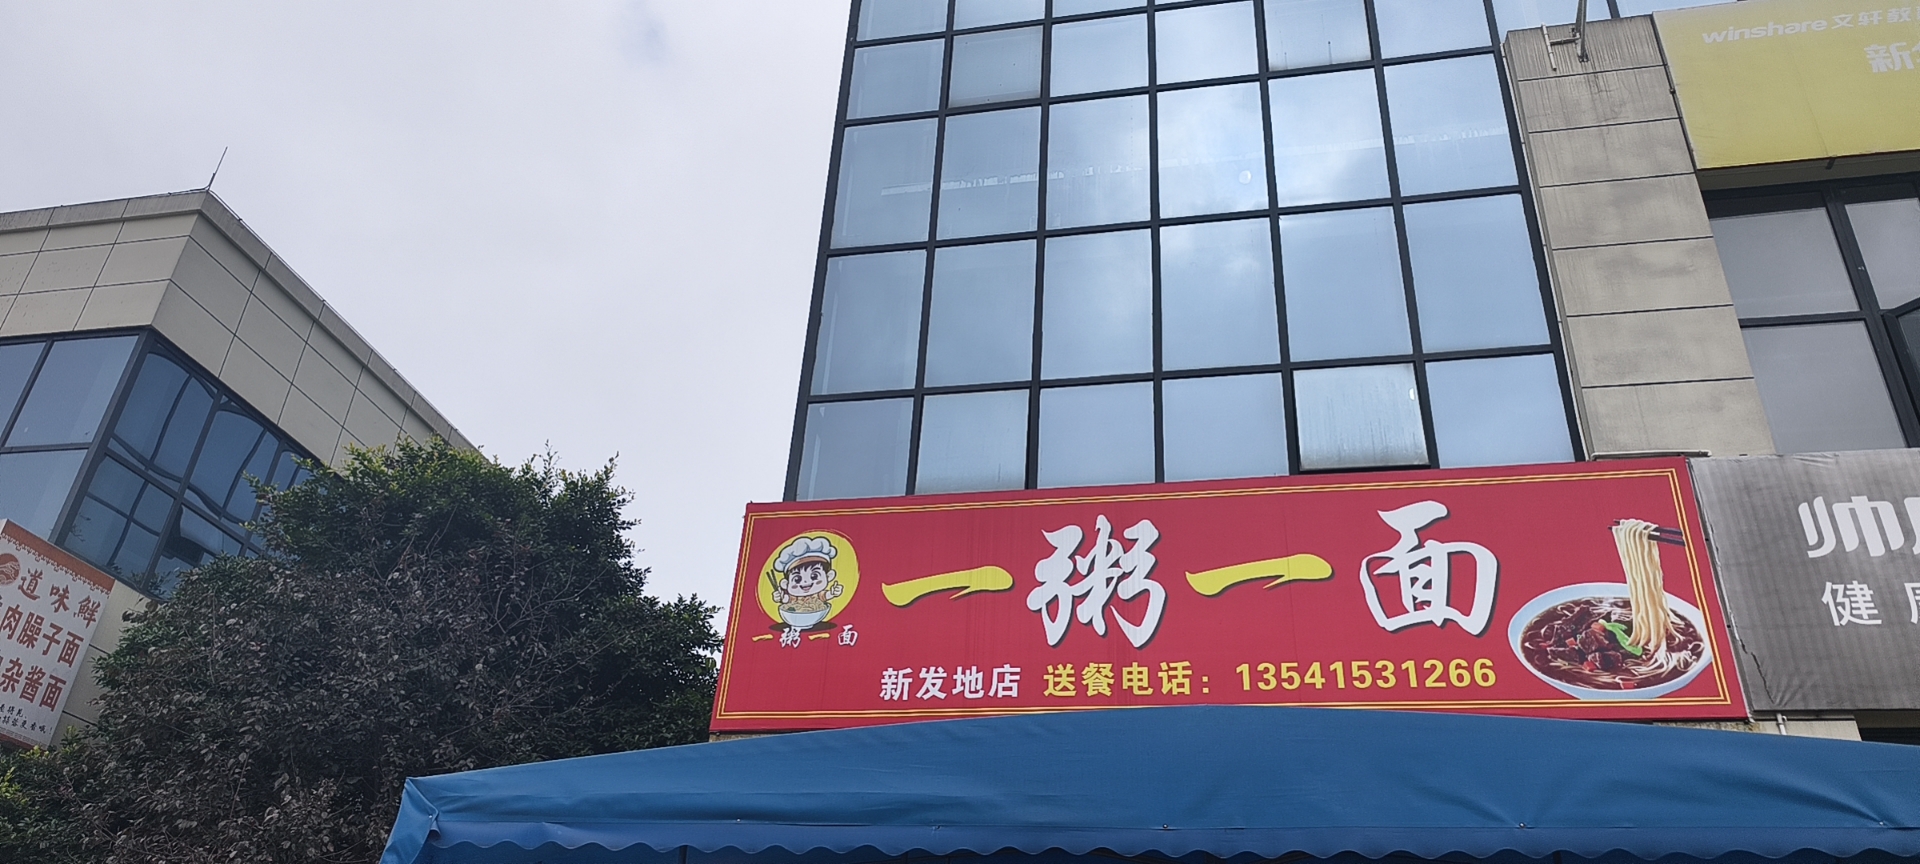 winshare文轩教
新
一粥一面
一粥一面
新发地店 送餐电话：13541531266
帅
健
道味鲜
肉臊子面
杂酱面